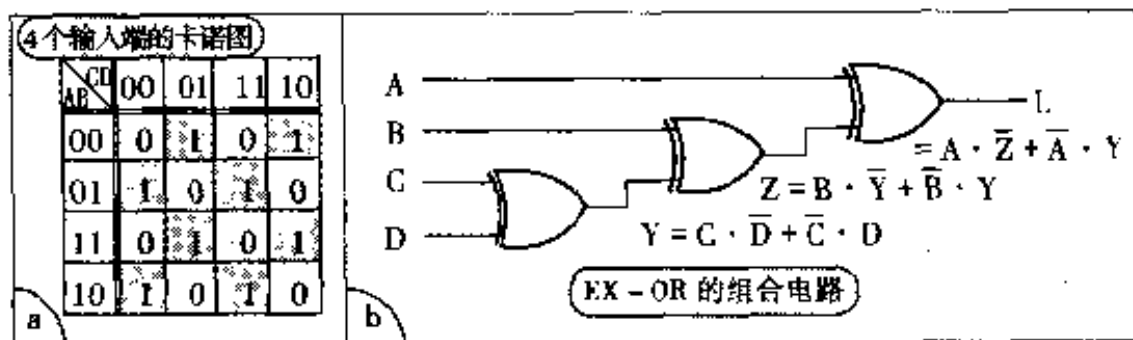 4个输入端的卡诺图
CD
AB
00 01 11 10
00 0 1 0 1
01 1 0 1 0
11 0 1 0 1
10 1 0 1 0
a
A
B
C
D
L
= A · Z̅ + A̅ · Y
Z = B · Y̅ + B̅ · Y
Y = C · D̅ + C̅ · D
EX - OR 的组合电路
b